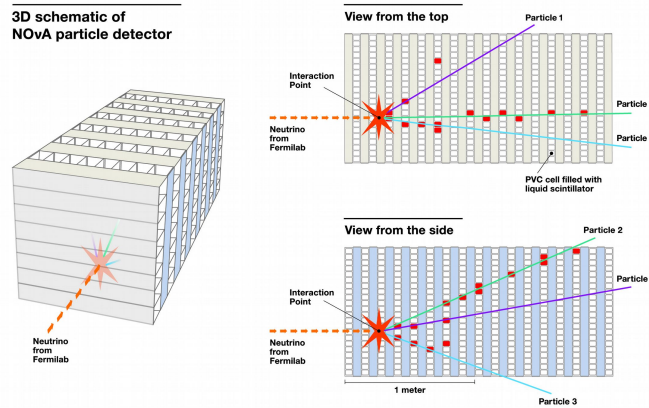 3D schematic of
NOvA particle detector
Neutrino
from
Fermilab
View from the top
Particle 1
Interaction
Point
Neutrino
from
Fermilab
Particle
Particle
PVC cell filled with
liquid scintillator
View from the side
Particle 2
Interaction
Point
Particle
Neutrino
from
Fermilab
1 meter
Particle 3